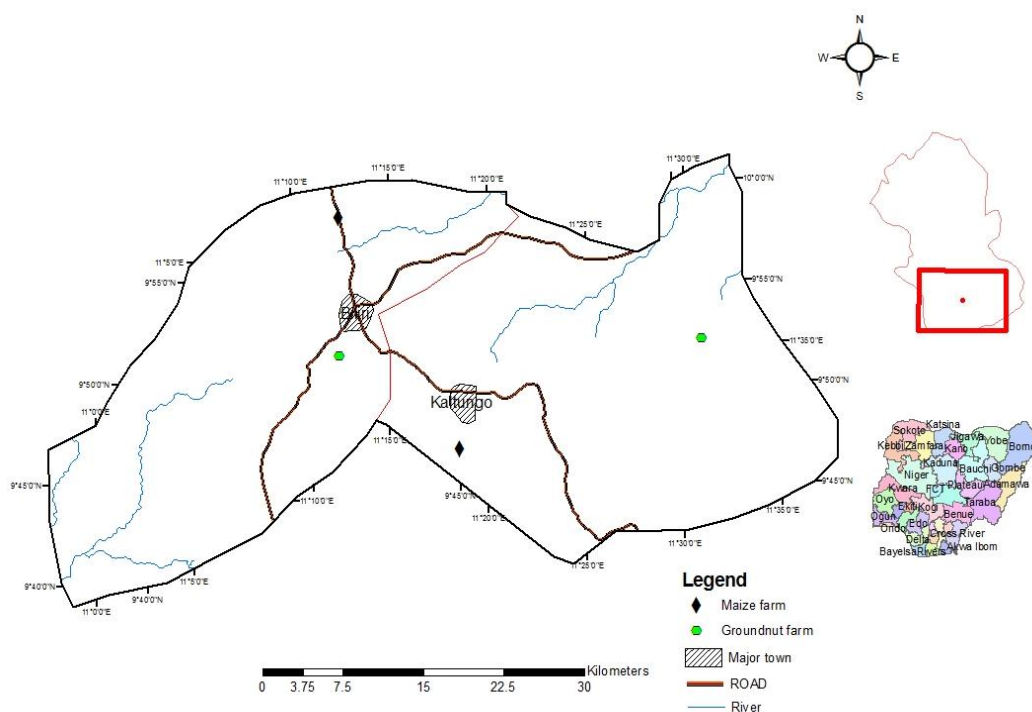 N
W E
S
11°30'0"E
11°15'0"E
11°10'0"E
11°20'0"E
10°0'0"N
11°25'0"E
11°5'0"E
9°55'0"N
9°55'0"N
11°35'0"E
9°50'0"N
9°50'0"N
Kaltungo
11°0'0"E
11°15'0"E
9°45'0"N
9°45'0"N
9°45'0"N
11°10'0"E
11°20'0"E
11°35'0"E
11°30'0"E
11°25'0"E
9°40'0"N
11°5'0"E
11°0'0"E
9°40'0"N
Katsina
Sokoto
Jigawa
Yobe
Borno
Kebbi
Zamfara
Kano
Kaduna
Bauchi
Gombe
Niger
Plateau
Adamawa
Kwara
FCT
Taraba
Oyo
Ekiti
Kogi
Benue
Ogun
Edo
Ondo
Cross River
Delta
Bayelsa
Rivers
Akwa Ibom
Legend
Maize farm
Groundnut farm
Major town
ROAD
River
Kilometers
0 3.75 7.5 15 22.5 30